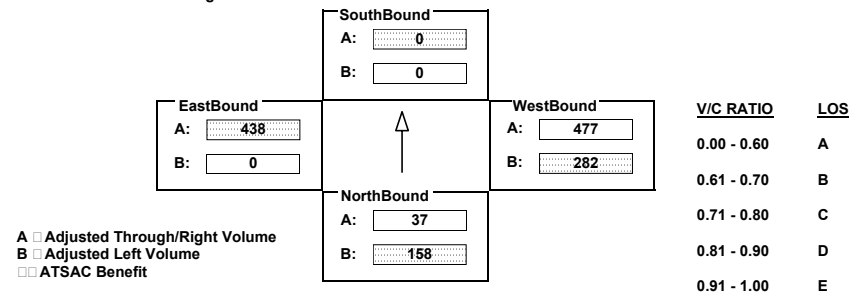 SouthBound
A: 0
B: 0
EastBound
A: 438
B: 0
WestBound
A: 477
B: 282
NorthBound
A: 37
B: 158
A □ Adjusted Through/Right Volume
B □ Adjusted Left Volume
□□ ATSAC Benefit
V/C RATIO LOS
0.00 - 0.60 A
0.61 - 0.70 B
0.71 - 0.80 C
0.81 - 0.90 D
0.91 - 1.00 E